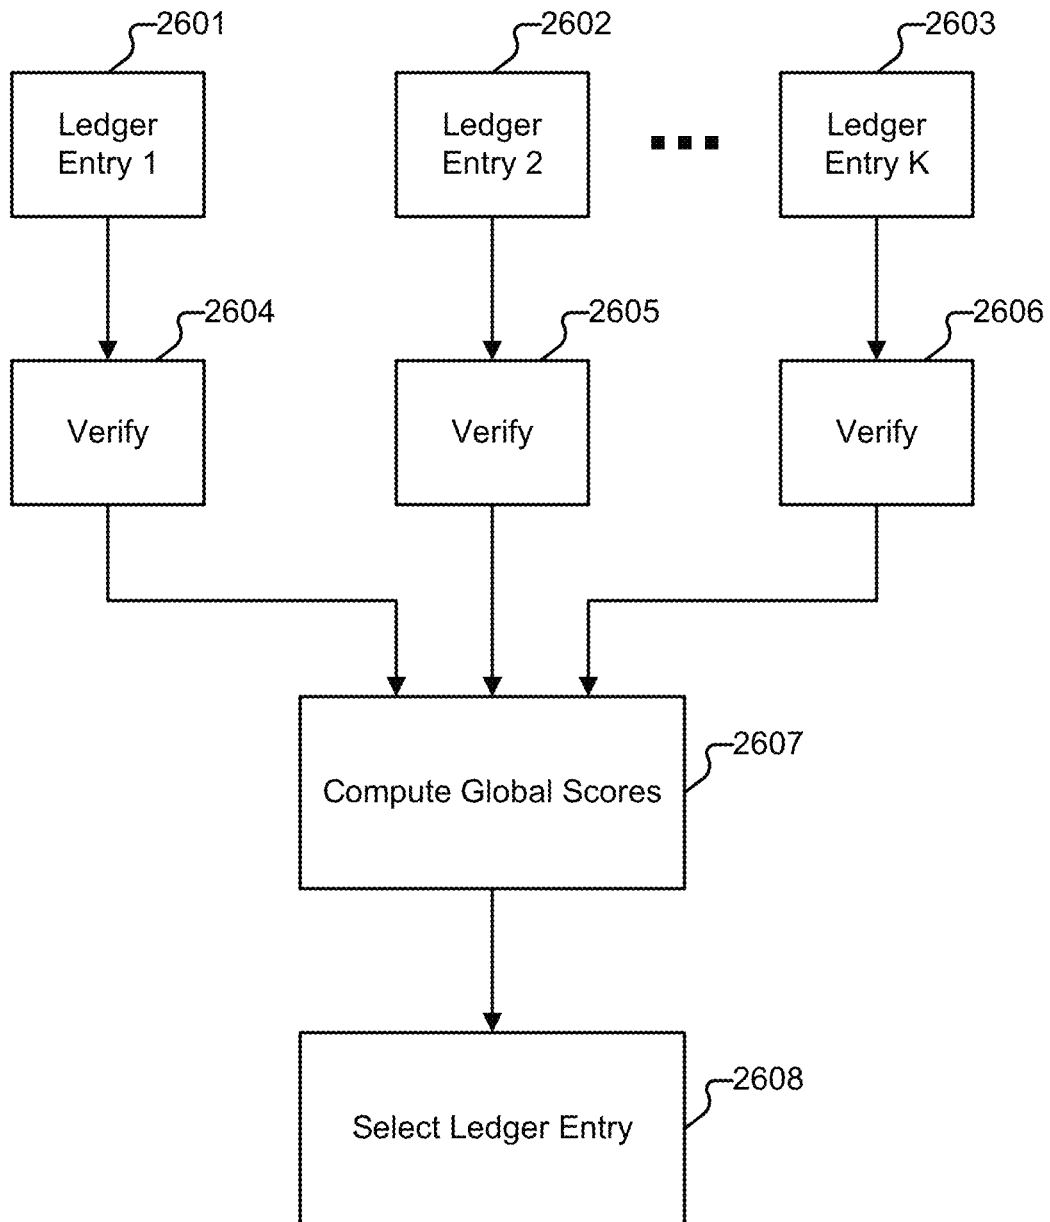 2601
2602
2603
Ledger
Entry 1
Ledger
Entry 2
Ledger
Entry K
2604
2605
2606
Verify
Verify
Verify
2607
Compute Global Scores
2608
Select Ledger Entry